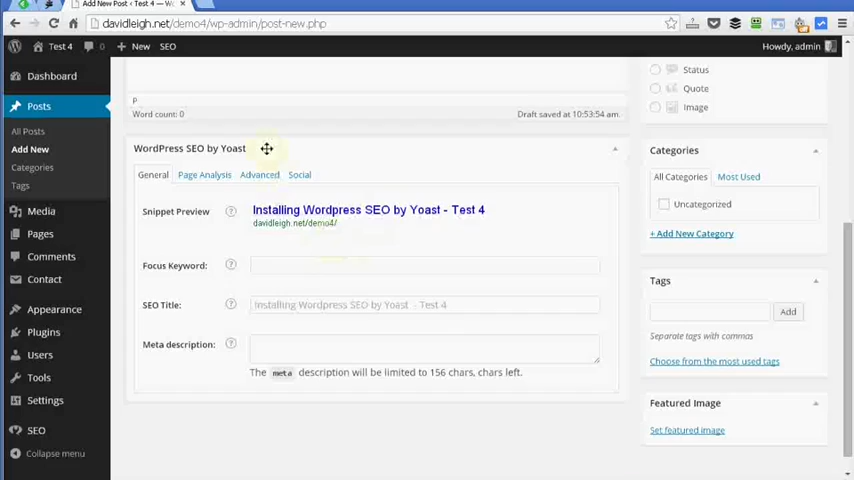 Add New Post ‹ Test 4 — W
davidleigh.net/demo4/wp-admin/post-new.php
Test 4
0
New
SEO
Howdy, admin
Dashboard
Posts
All Posts
Add New
Categories
Tags
Media
Pages
Comments
Contact
Appearance
Plugins
Users
Tools
Settings
SEO
Collapse menu
P
Word count: 0
Draft saved at 10:53:54 am.
WordPress SEO by Yoast
General
Page Analysis
Advanced
Social
Snippet Preview
?
Installing Wordpress SEO by Yoast - Test 4
davidleigh.net/demo4/
Focus Keyword:
?
SEO Title:
?
Installing Wordpress SEO by Yoast - Test 4
Meta description:
?
The meta description will be limited to 156 chars, chars left.
Status
Quote
Image
Categories
All Categories
Most Used
Uncategorized
+ Add New Category
Tags
Add
Separate tags with commas
Choose from the most used tags
Featured Image
Set featured image